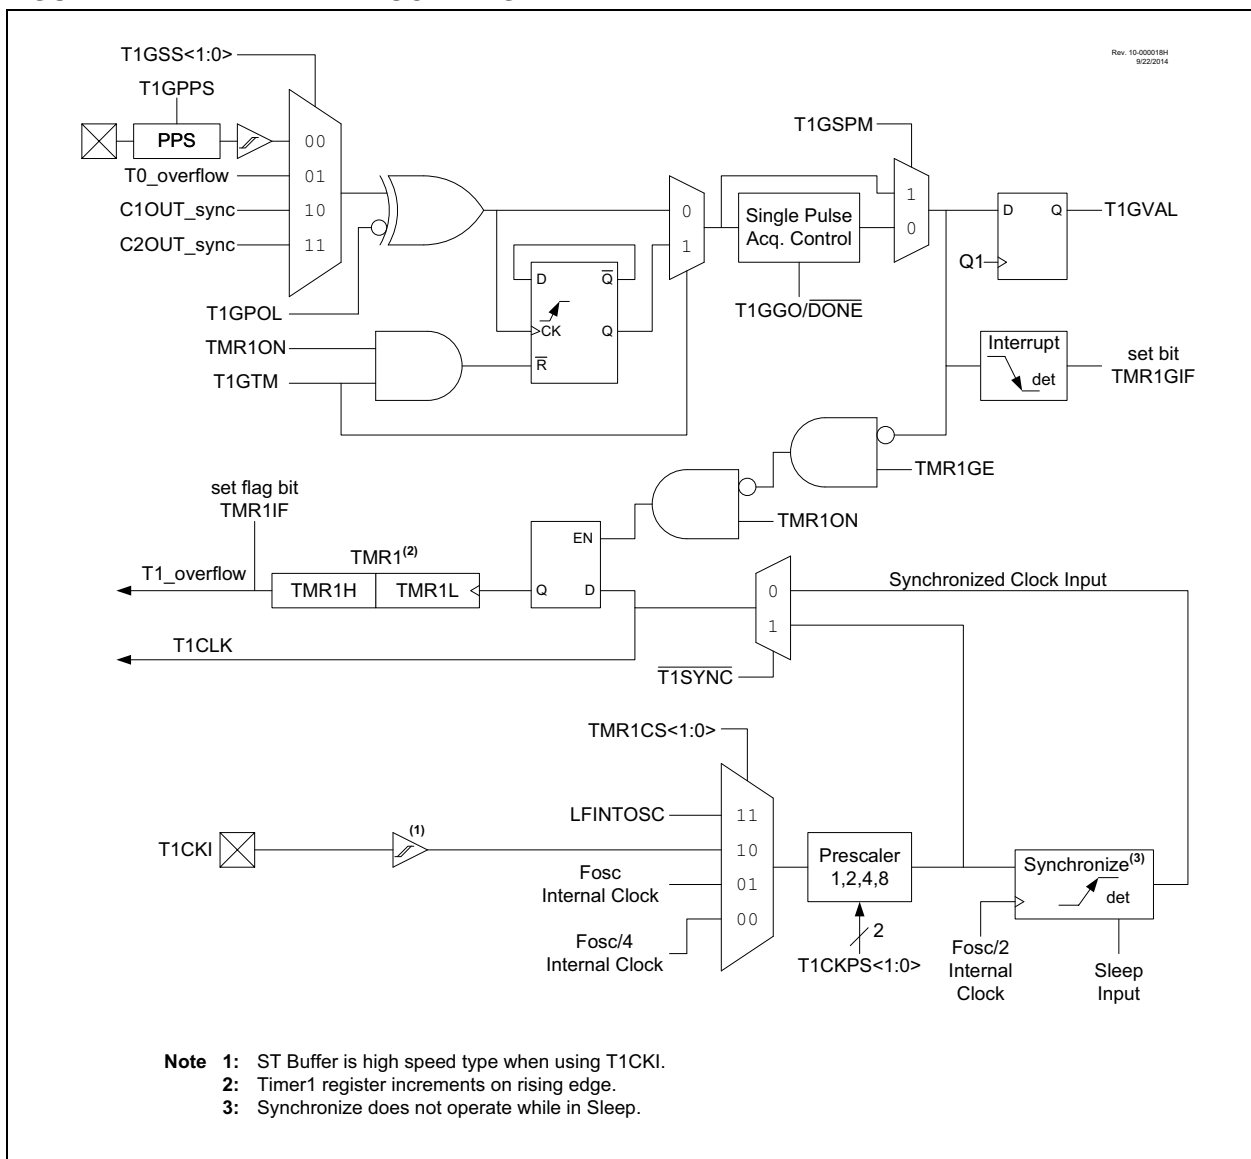 T1GSS<1:0>
Rev. 10-000018H
9/22/2014
T1GPPS
PPS
T1GSPM
00
T0_overflow
01
C1OUT_sync
10
C2OUT_sync
11
0
1
Single Pulse
Acq. Control
1
0
D
Q
T1GVAL
Q1
D
Q
CK
Q
R
T1GPOL
T1GGO/DONE
TMR1ON
T1GTM
Interrupt
det
set bit
TMR1GIF
TMR1GE
TMR1ON
set flag bit
TMR1IF
TMR1(2)
T1_overflow
TMR1H
TMR1L
EN
Q
D
0
1
Synchronized Clock Input
T1CLK
T1SYNC
TMR1CS<1:0>
LFINTOSC
11
T1CKI
(1)
10
Fosc
Internal Clock
01
Fosc/4
Internal Clock
00
Prescaler
1,2,4,8
2
T1CKPS<1:0>
Synchronize(3)
det
Fosc/2
Internal
Clock
Sleep
Input
Note 1: ST Buffer is high speed type when using T1CKI.
2: Timer1 register increments on rising edge.
3: Synchronize does not operate while in Sleep.